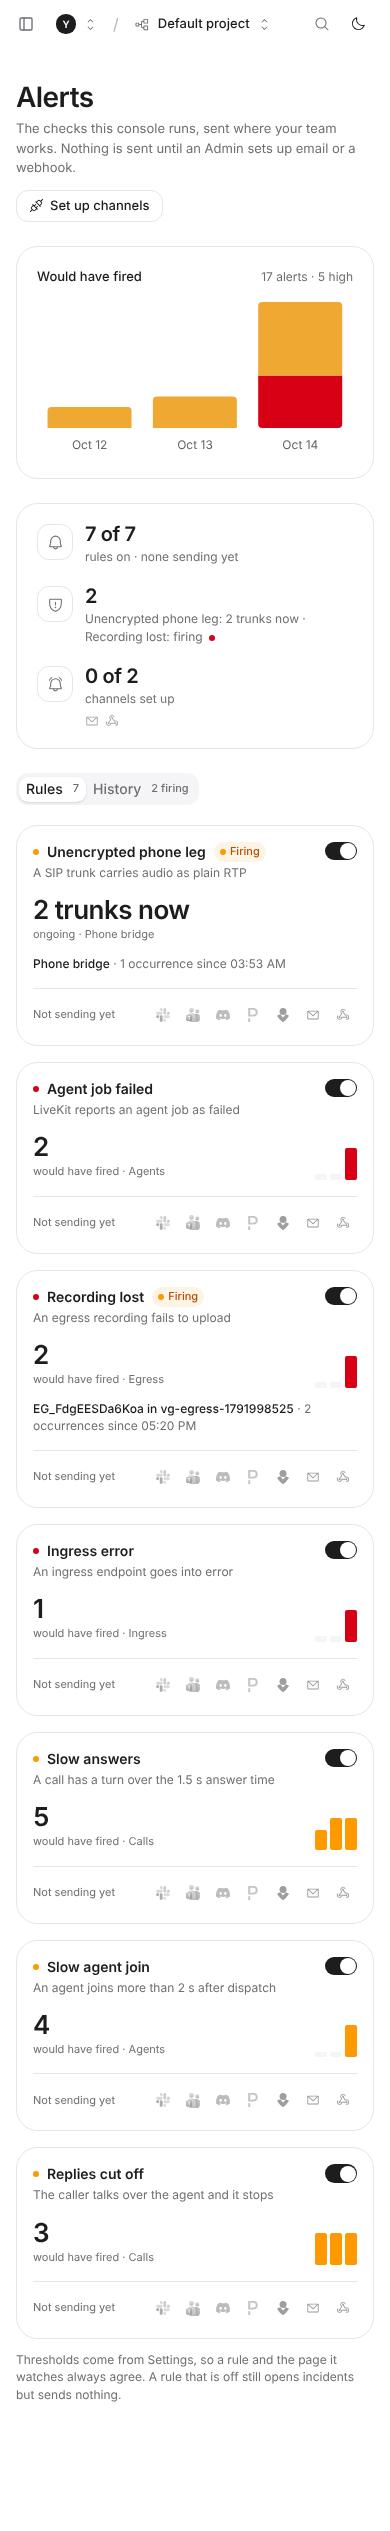 Y / Default project
Alerts
The checks this console runs, sent where your team
works. Nothing is sent until an Admin sets up email or a
webhook.
Set up channels
Would have fired 17 alerts · 5 high
Oct 12 Oct 13 Oct 14
7 of 7
rules on · none sending yet
2
Unencrypted phone leg: 2 trunks now ·
Recording lost: firing
0 of 2
channels set up
Rules 7 History 2 firing
Unencrypted phone leg Firing
A SIP trunk carries audio as plain RTP
2 trunks now
ongoing · Phone bridge
Phone bridge · 1 occurrence since 03:53 AM
Not sending yet
Agent job failed
LiveKit reports an agent job as failed
2
would have fired · Agents
Not sending yet
Recording lost Firing
An egress recording fails to upload
2
would have fired · Egress
EG_FdgEESDa6Koa in vg-egress-1791998525 · 2
occurrences since 05:20 PM
Not sending yet
Ingress error
An ingress endpoint goes into error
1
would have fired · Ingress
Not sending yet
Slow answers
A call has a turn over the 1.5 s answer time
5
would have fired · Calls
Not sending yet
Slow agent join
An agent joins more than 2 s after dispatch
4
would have fired · Agents
Not sending yet
Replies cut off
The caller talks over the agent and it stops
3
would have fired · Calls
Not sending yet
Thresholds come from Settings, so a rule and the page it
watches always agree. A rule that is off still opens incidents
but sends nothing.